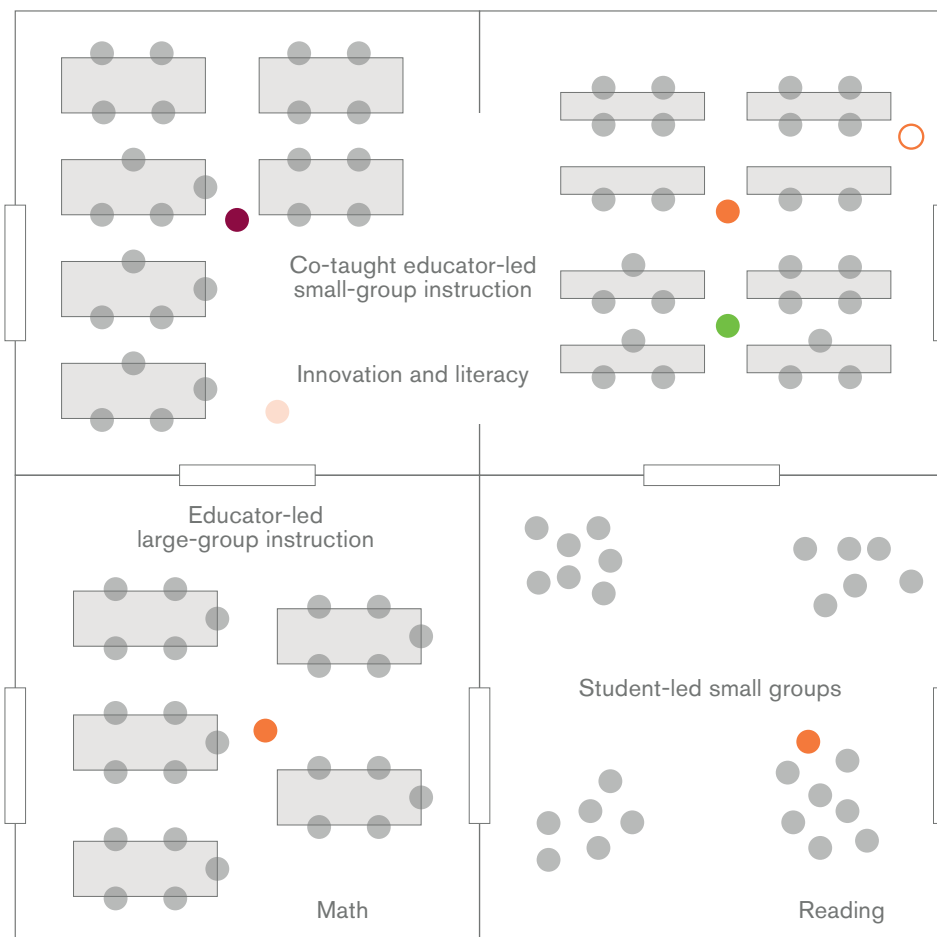 Co-taught educator-led
small-group instruction
Innovation and literacy
Educator-led
large-group instruction
Student-led small groups
Math
Reading